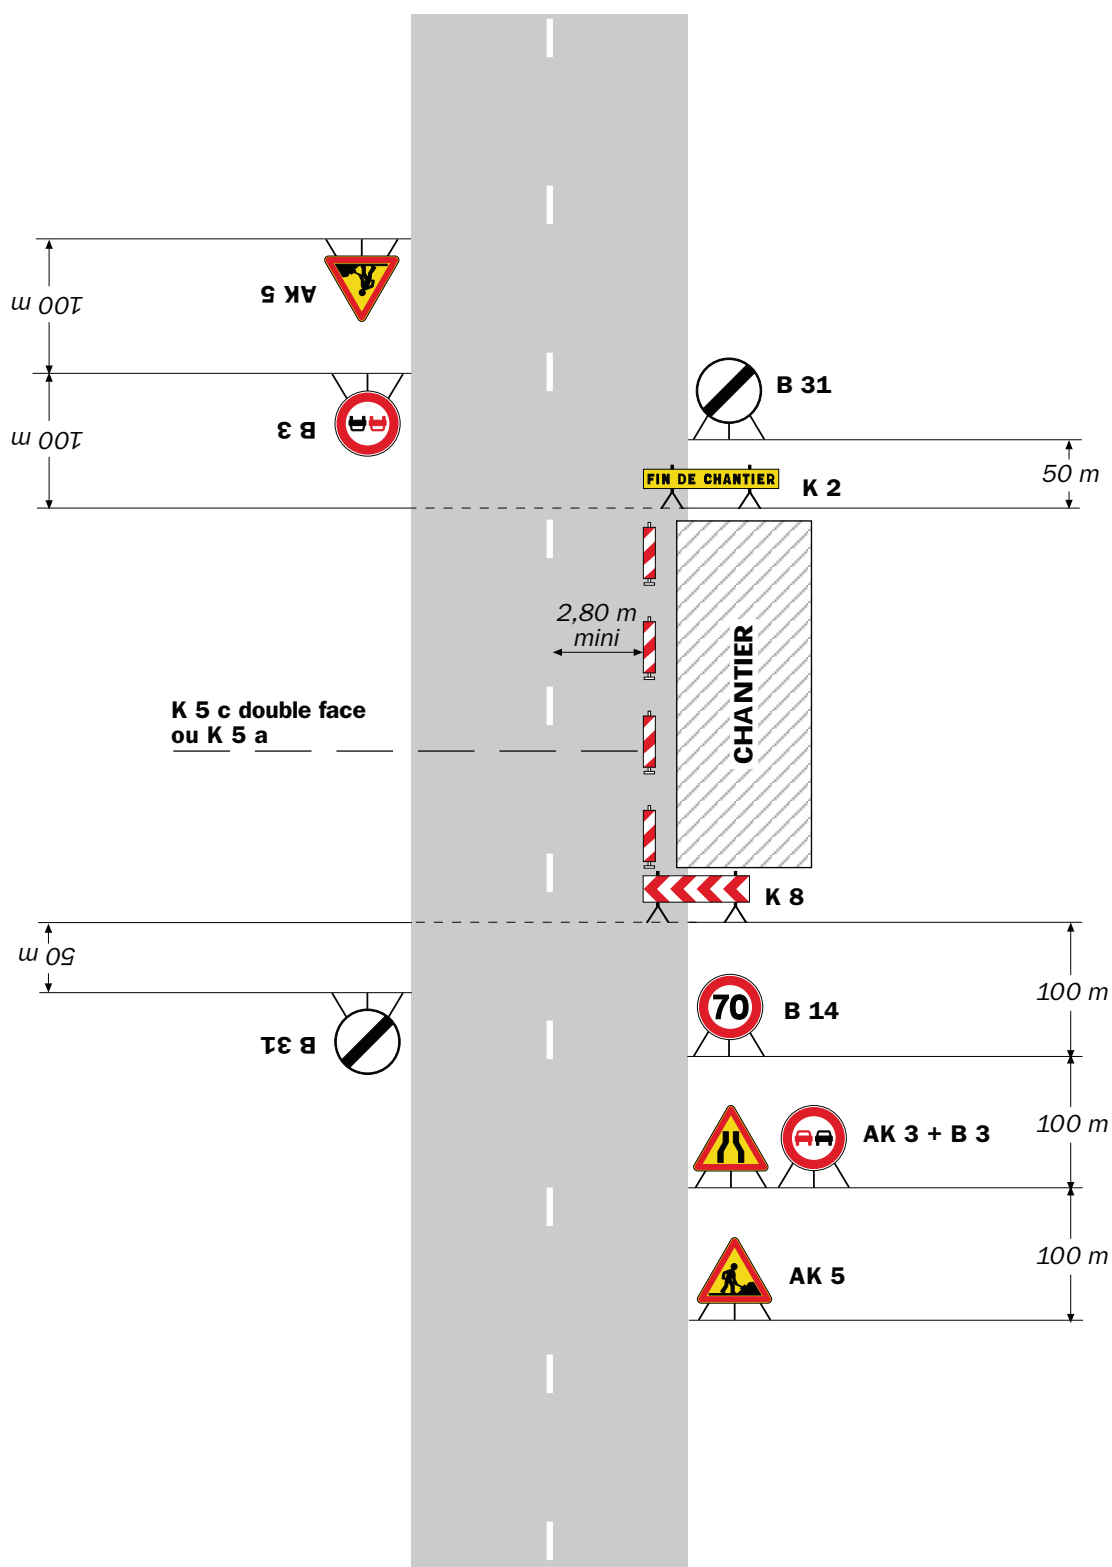 AK 5
100 m
B 3
100 m
B 31
50 m
FIN DE CHANTIER
K 2
2,80 m
mini
CHANTIER
K 5 c double face
ou K 5 a
K 8
50 m
B 31
70
B 14
100 m
AK 3 + B 3
100 m
AK 5
100 m